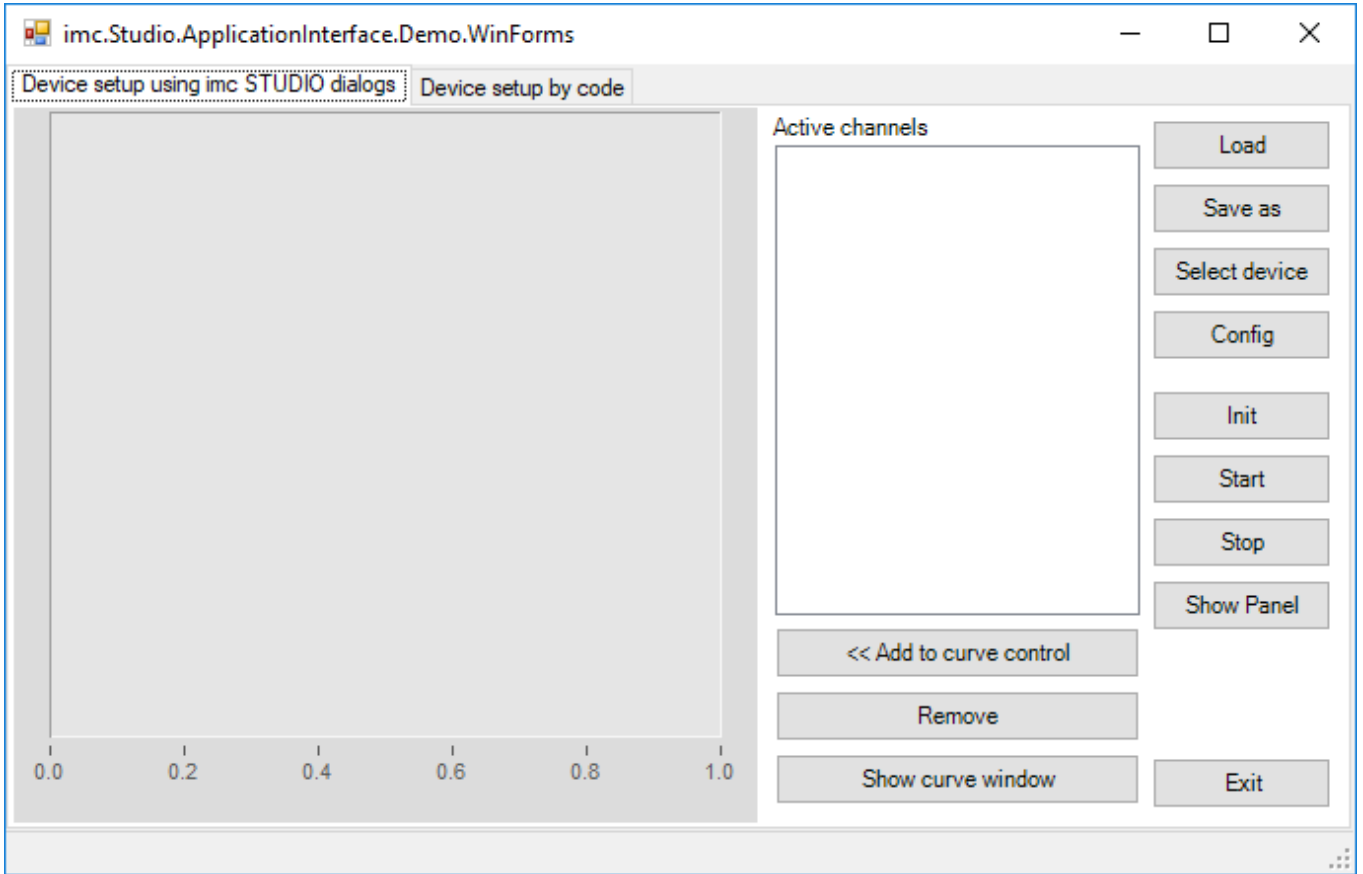 imc.Studio.ApplicationInterface.Demo.WinForms
Device setup using imc STUDIO dialogs
Device setup by code
Active channels
Load
Save as
Select device
Config
Init
Start
Stop
Show Panel
<< Add to curve control
Remove
Show curve window
Exit
0.0 0.2 0.4 0.6 0.8 1.0